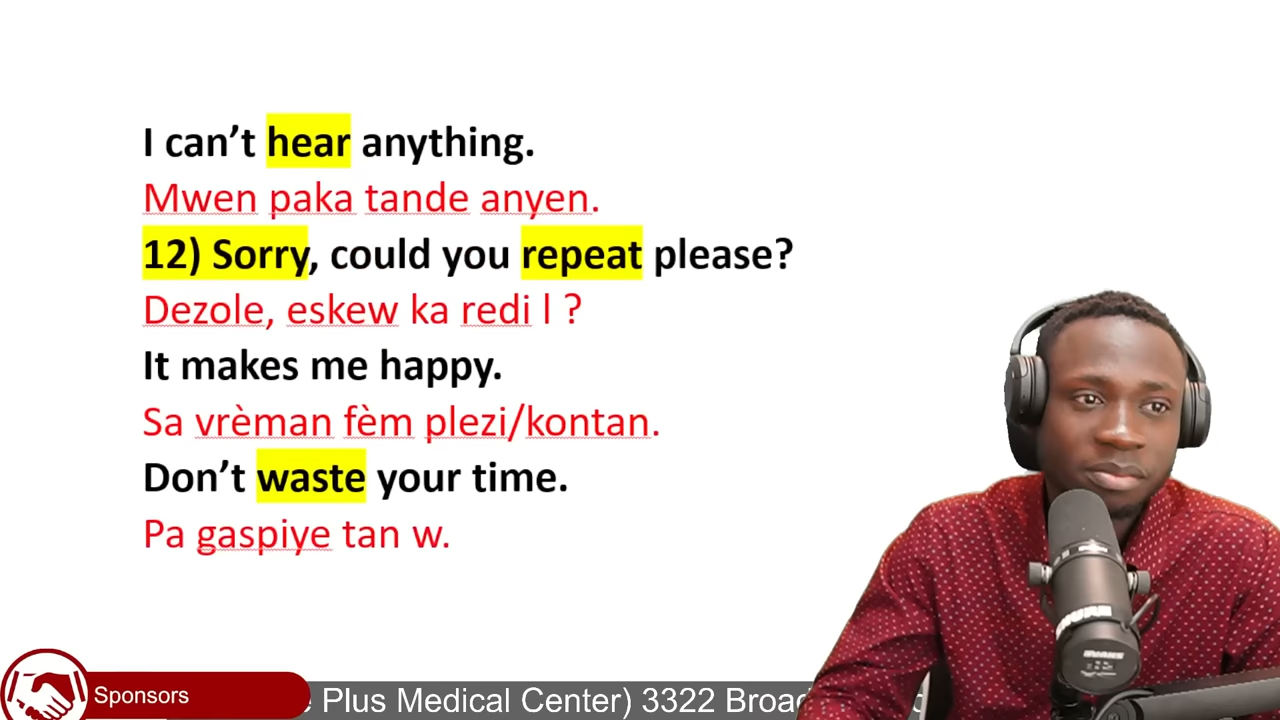 I can’t hear anything.
Mwen paka tande anyen.
12) Sorry, could you repeat please?
Dezole, eskew ka redi l ?
It makes me happy.
Sa vrèman fèm plezi/kontan.
Don’t waste your time.
Pa gaspiye tan w.
Sponsors
Plus Medical Center) 3322